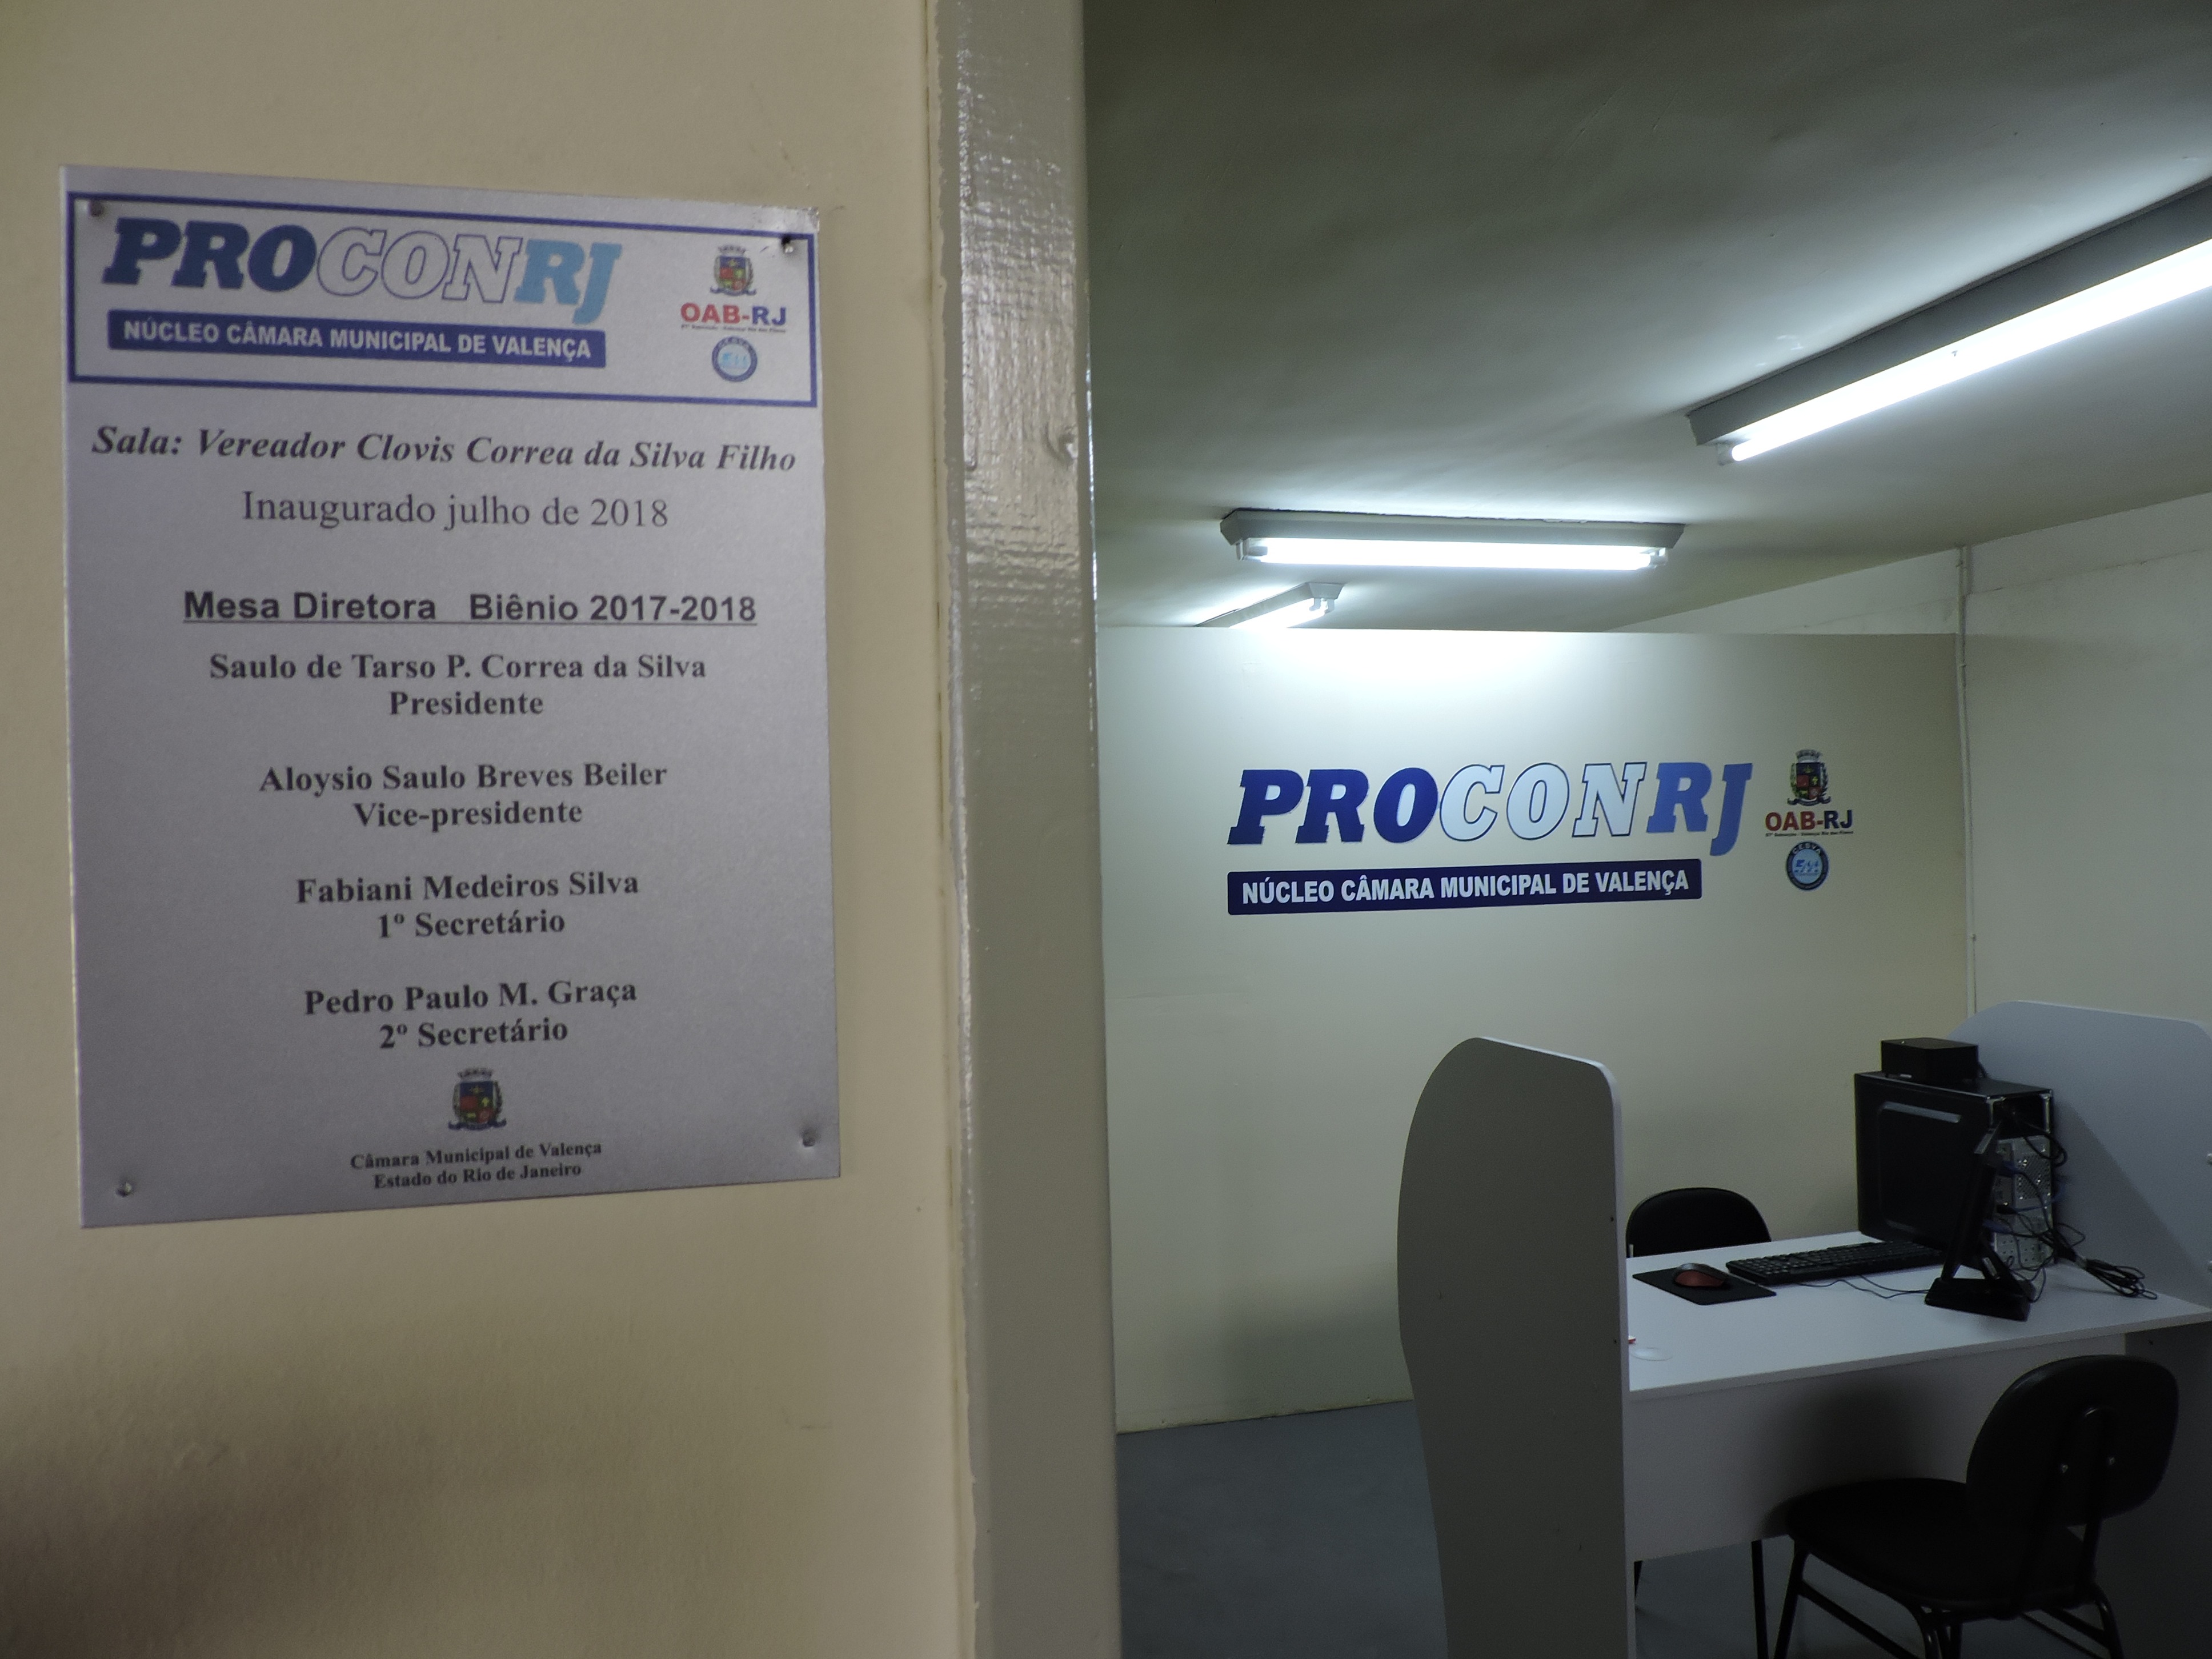 PROCONRJ
NÚCLEO CÂMARA MUNICIPAL DE VALENÇA
OAB-RJ
Sala: Vereador Clovis Correa da Silva Filho
Inaugurado julho de 2018
Mesa Diretora Biênio 2017-2018
Saulo de Tarso P. Correa da Silva
Presidente
Aloysio Saulo Breves Beiler
Vice-presidente
Fabiani Medeiros Silva
1º Secretário
Pedro Paulo M. Graça
2º Secretário
Câmara Municipal de Valença
Estado do Rio de Janeiro
PROCONRJ
NÚCLEO CÂMARA MUNICIPAL DE VALENÇA
OAB-RJ